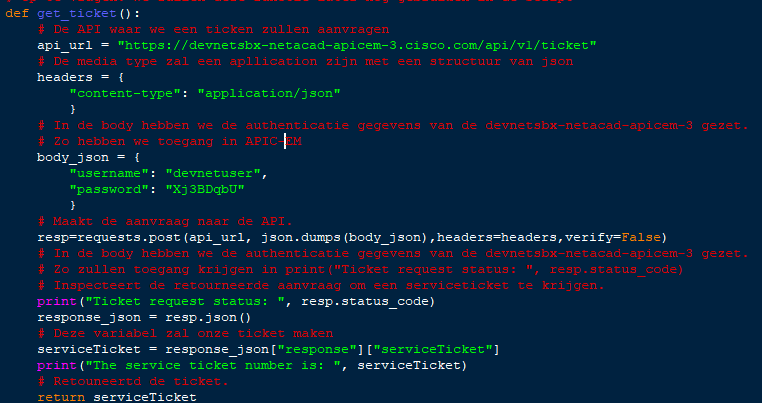 def get_ticket():
    # De API waar we een ticken zullen aanvragen
    api_url = "https://devnetsbx-netacad-apicem-3.cisco.com/api/v1/ticket"
    # De media type zal een apllication zijn met een structuur van json
    headers = {
        "content-type": "application/json"
        }
    # In de body hebben we de authenticatie gegevens van de devnetsbx-netacad-apicem-3 gezet.
    # Zo hebben we toegang in APIC-EM
    body_json = {
        "username": "devnetuser",
        "password": "Xj3BDqbU"
        }
    # Maakt de aanvraag naar de API.
    resp=requests.post(api_url, json.dumps(body_json),headers=headers,verify=False)
    # In de body hebben we de authenticatie gegevens van de devnetsbx-netacad-apicem-3 gezet.
    # Zo zullen toegang krijgen in print("Ticket request status: ", resp.status_code)
    # Inspecteert de retourneerde aanvraag om een serviceticket te krijgen.
    print("Ticket request status: ", resp.status_code)
    response_json = resp.json()
    # Deze variabel zal onze ticket maken
    serviceTicket = response_json["response"]["serviceTicket"]
    print("The service ticket number is: ", serviceTicket)
    # Retouneertd de ticket.
    return serviceTicket